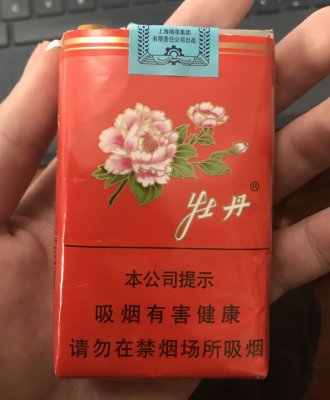 上海烟草集团
有限责任公司出品
牡丹®
本公司提示
吸烟有害健康
请勿在禁烟场所吸烟